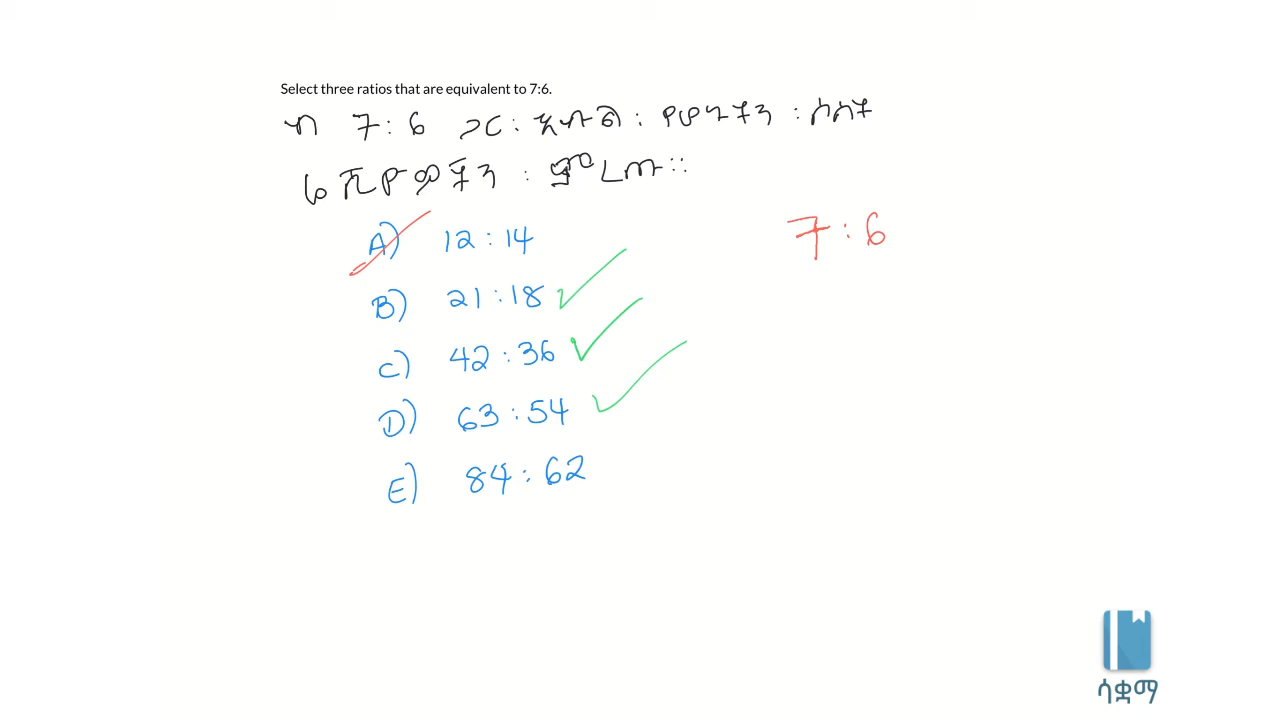 Select three ratios that are equivalent to 7:6.
ከ 7:6 ጋር : እኩል : የሆኑትን : ሶስት
ሬሺዮዎችን : ምረጡ ::
A) 12:14
7:6
B) 21:18
C) 42:36
D) 63:54
E) 84:62
ሳቋማ